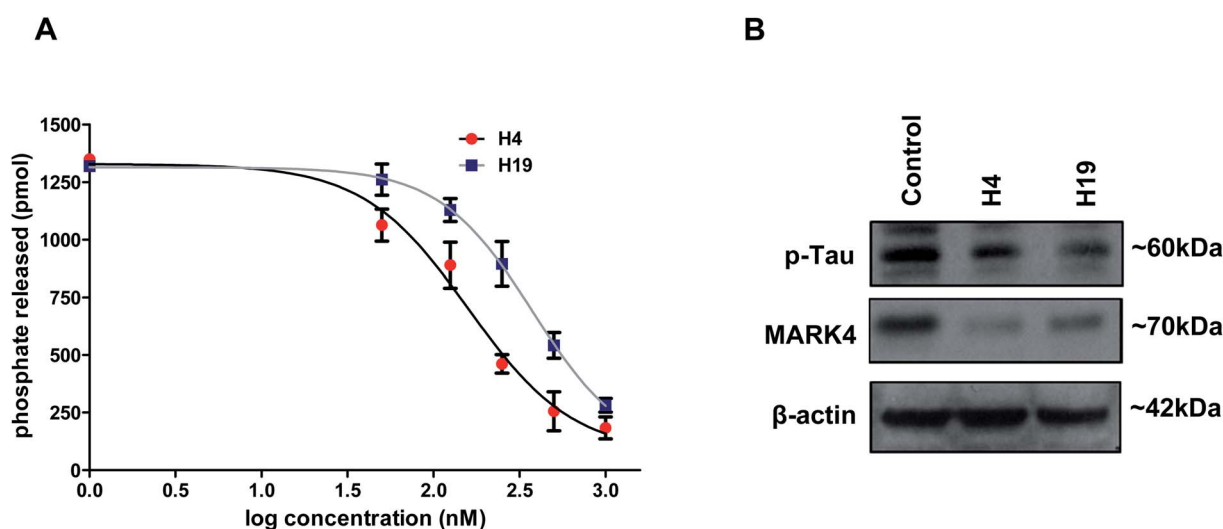 A
phosphate released (pmol)
1500
1250
1000
750
500
250
0
0.0 0.5 1.0 1.5 2.0 2.5 3.0
log concentration (nM)
H4
H19
B
Control H4 H19
p-Tau ~60kDa
MARK4 ~70kDa
β-actin ~42kDa